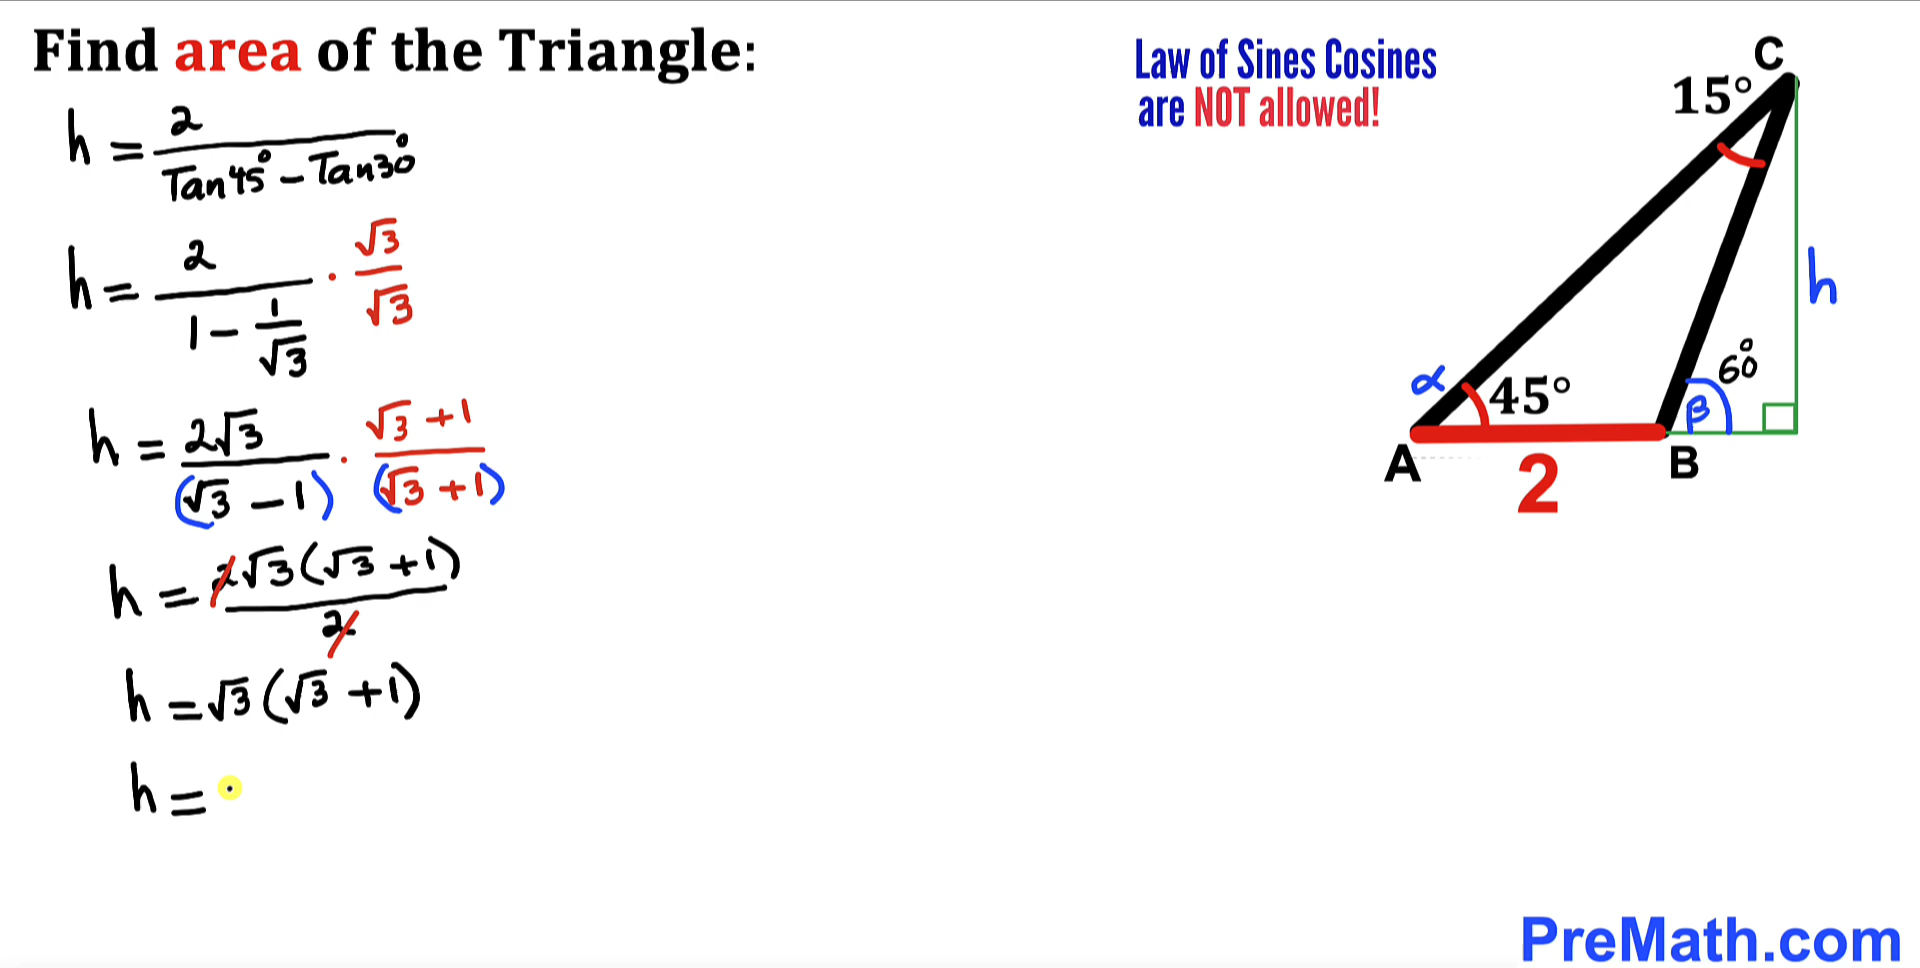 Find area of the Triangle:
h = 2 / (Tan45° - Tan30°)
h = 2 / (1 - 1/√3) · √3/√3
h = 2√3 / (√3 - 1) · √3 + 1 / (√3 + 1)
h = 2√3(√3 + 1) / 2
h = √3(√3 + 1)
h =
Law of Sines Cosines
are NOT allowed!
C
15°
h
60°
α
45°
β
A
2
B
PreMath.com